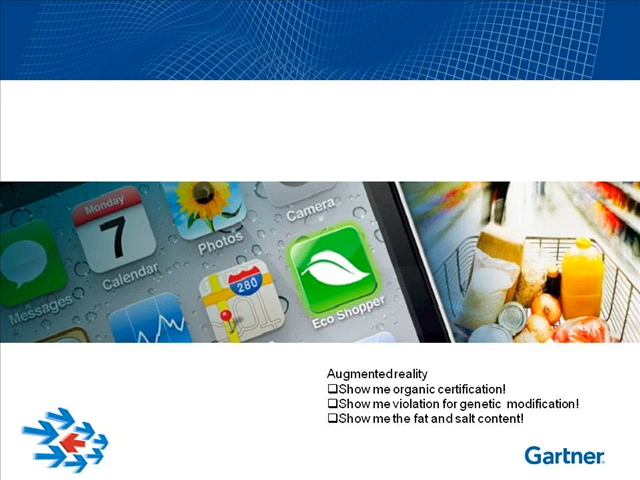 Monday
7
Camera
Photos
Calendar
280
Messages
Eco Shopper
Augmented reality
❑Show me organic certification!
❑Show me violation for genetic modification!
❑Show me the fat and salt content!
Gartner